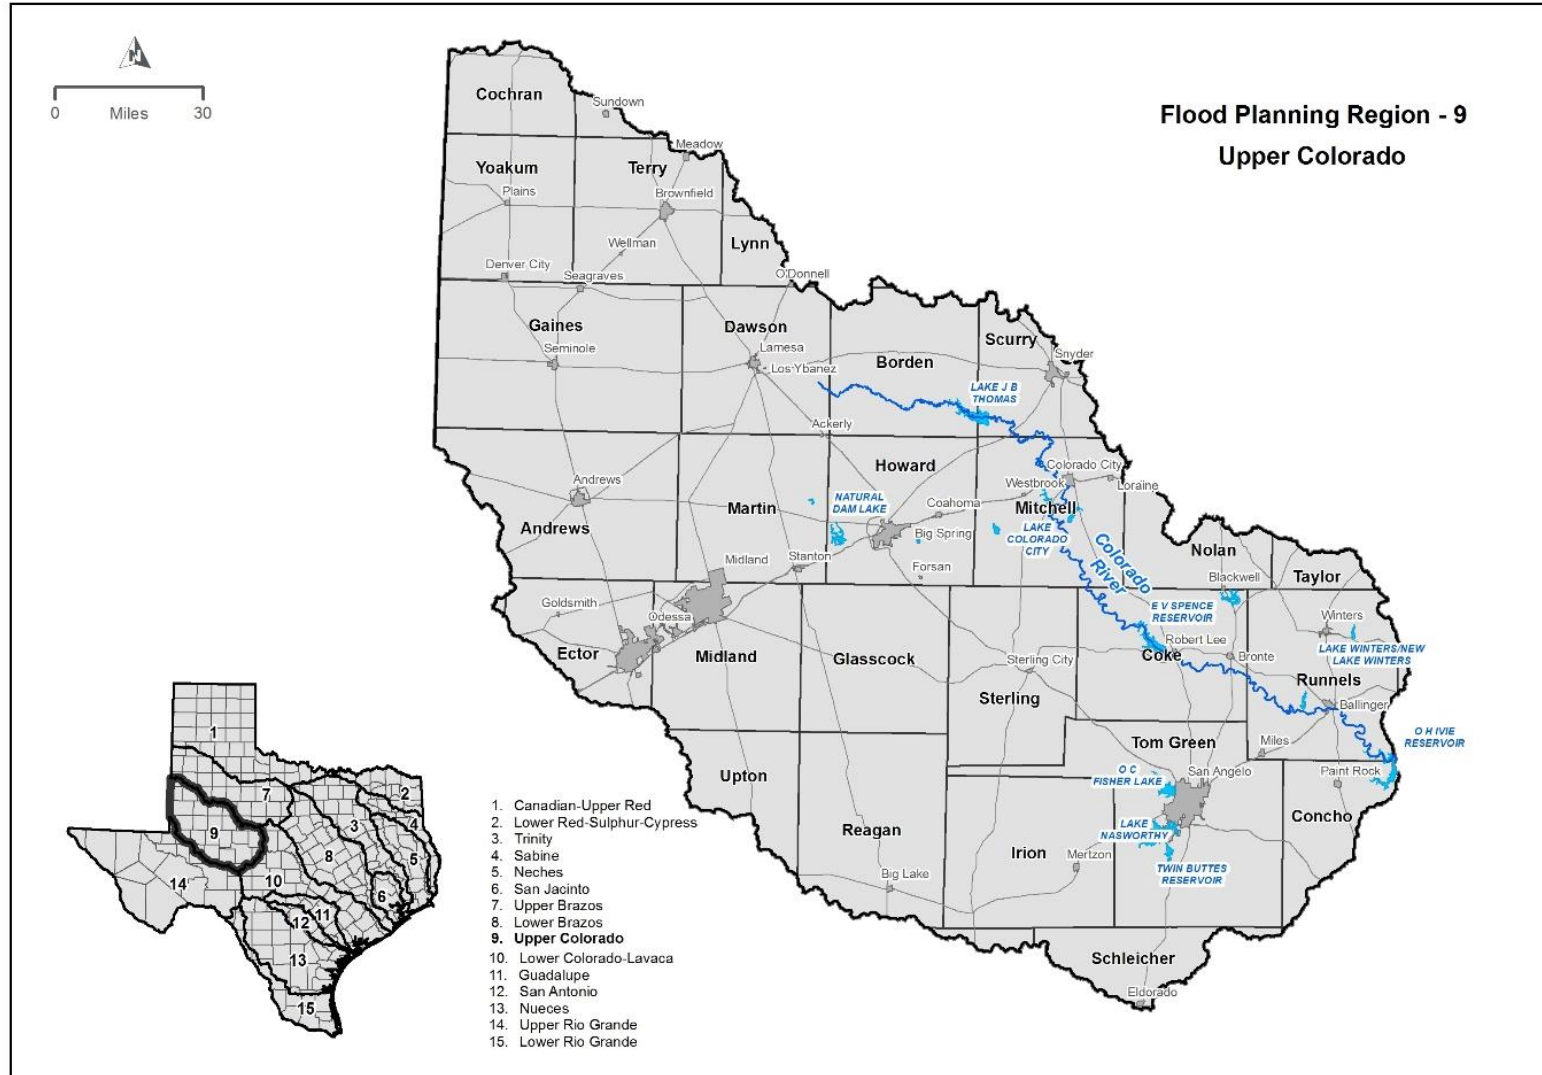 Flood Planning Region - 9
Upper Colorado
N
0 Miles 30
Cochran
Sundown
Meadow
Yoakum
Terry
Plains
Brownfield
Wellman
Lynn
Denver City
Seagraves
O'Donnell
Gaines
Dawson
Seminole
Lamesa
Los Ybanez
Borden
Scurry
Snyder
LAKE J B
THOMAS
Ackerly
Andrews
Andrews
Martin
Howard
NATURAL
DAM LAKE
Coahoma
Big Spring
Forsan
Stanton
Midland
Colorado City
Westbrook
Loraine
Mitchell
LAKE
COLORADO
CITY
Colorado
River
Nolan
Blackwell
Taylor
Goldsmith
Odessa
Ector
Midland
Glasscock
Sterling City
Sterling
E V SPENCE
RESERVOIR
Robert Lee
Coke
Bronte
Winters
LAKE WINTERS/NEW
LAKE WINTERS
Runnels
Ballinger
O H IVIE
RESERVOIR
Miles
Paint Rock
Concho
Upton
Reagan
Big Lake
Irion
Mertzon
Tom Green
O C
FISHER LAKE
San Angelo
LAKE
NASWORTHY
TWIN BUTTES
RESERVOIR
Schleicher
Eldorado
1
2
3
4
5
6
7
8
9
10
11
12
13
14
15
1. Canadian-Upper Red
2. Lower Red-Sulphur-Cypress
3. Trinity
4. Sabine
5. Neches
6. San Jacinto
7. Upper Brazos
8. Lower Brazos
9. Upper Colorado
10. Lower Colorado-Lavaca
11. Guadalupe
12. San Antonio
13. Nueces
14. Upper Rio Grande
15. Lower Rio Grande